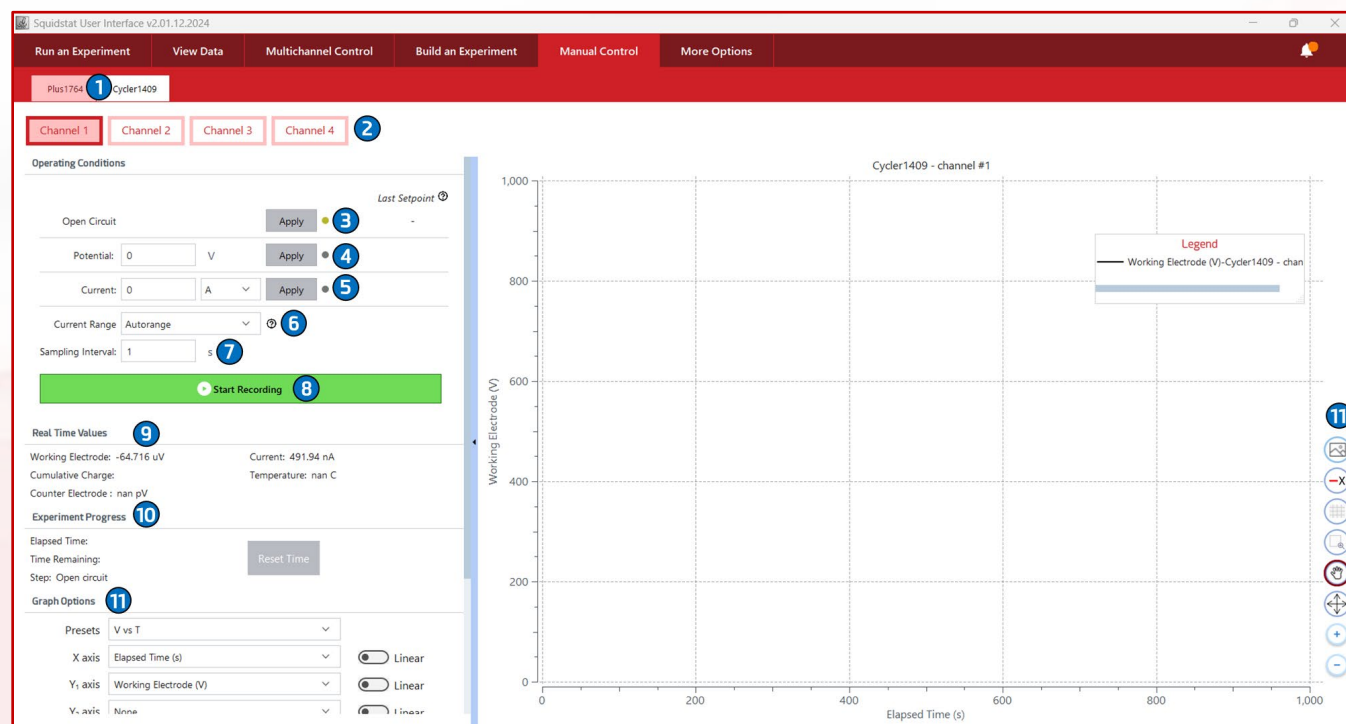 Squidstat User Interface v2.01.12.2024
Run an Experiment View Data Multichannel Control Build an Experiment Manual Control More Options
Plus1764 1 Cycler1409
Channel 1 Channel 2 Channel 3 Channel 4 2
Operating Conditions
Last Setpoint ?
Open Circuit Apply 3 -
Potential: 0 V Apply 4
Current: 0 A Apply 5
Current Range Autorange ? 6
Sampling Interval: 1 s 7
Start Recording 8
Real Time Values 9
Working Electrode: -64.716 uV Current: 491.94 nA
Cumulative Charge: Temperature: nan C
Counter Electrode : nan pV
Experiment Progress 10
Elapsed Time:
Time Remaining: Reset Time
Step: Open circuit
Graph Options 11
Presets V vs T
X axis Elapsed Time (s) Linear
Y₁ axis Working Electrode (V) Linear
Y₂ axis None Linear
Cycler1409 - channel #1
1,000
800
600
400
200
0
Working Electrode (V)
Legend
Working Electrode (V)-Cycler1409 - chan
11
X
+
−
0 200 400 600 800 1,000
Elapsed Time (s)